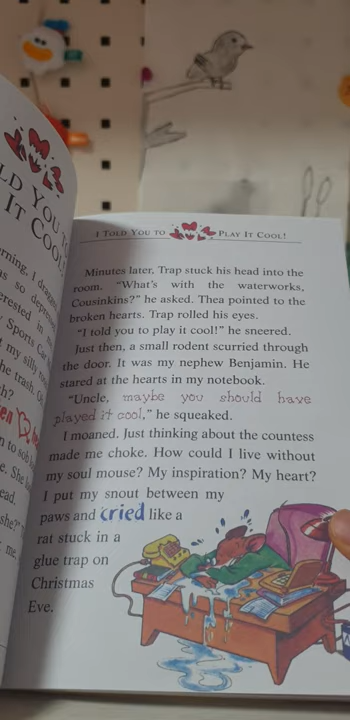 I TOLD YOU TO PLAY IT COOL!
Minutes later, Trap stuck his head into the
room. "What's with the waterworks,
Cousinkins?" he asked. Thea pointed to the
broken hearts. Trap rolled his eyes.
"I told you to play it cool!" he sneered.
Just then, a small rodent scurried through
the door. It was my nephew Benjamin. He
stared at the hearts in my notebook.
"Uncle, maybe you should have
played it cool," he squeaked.
I moaned. Just thinking about the countess
made me choke. How could I live without
my soul mouse? My inspiration? My heart?
I put my snout between my
paws and cried like a
rat stuck in a
glue trap on
Christmas
Eve.